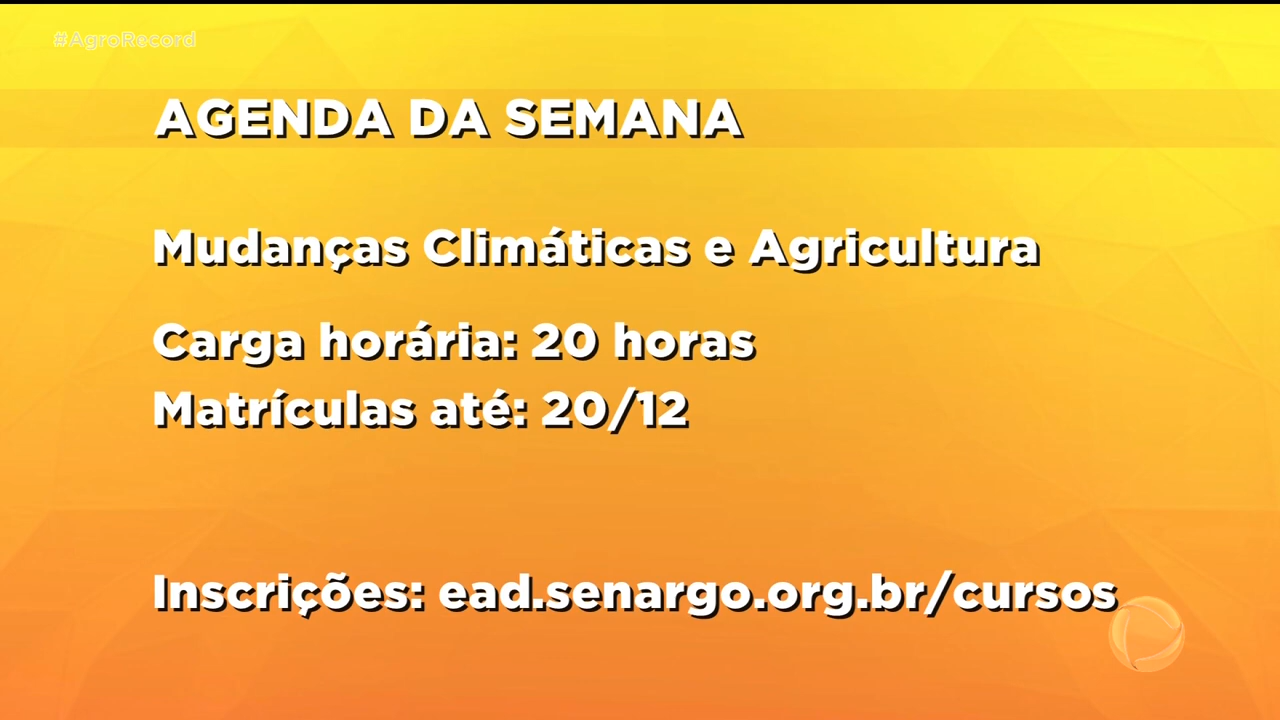 #AgroRecord
AGENDA DA SEMANA
Mudanças Climáticas e Agricultura
Carga horária: 20 horas
Matrículas até: 20/12
Inscrições: ead.senargo.org.br/cursos